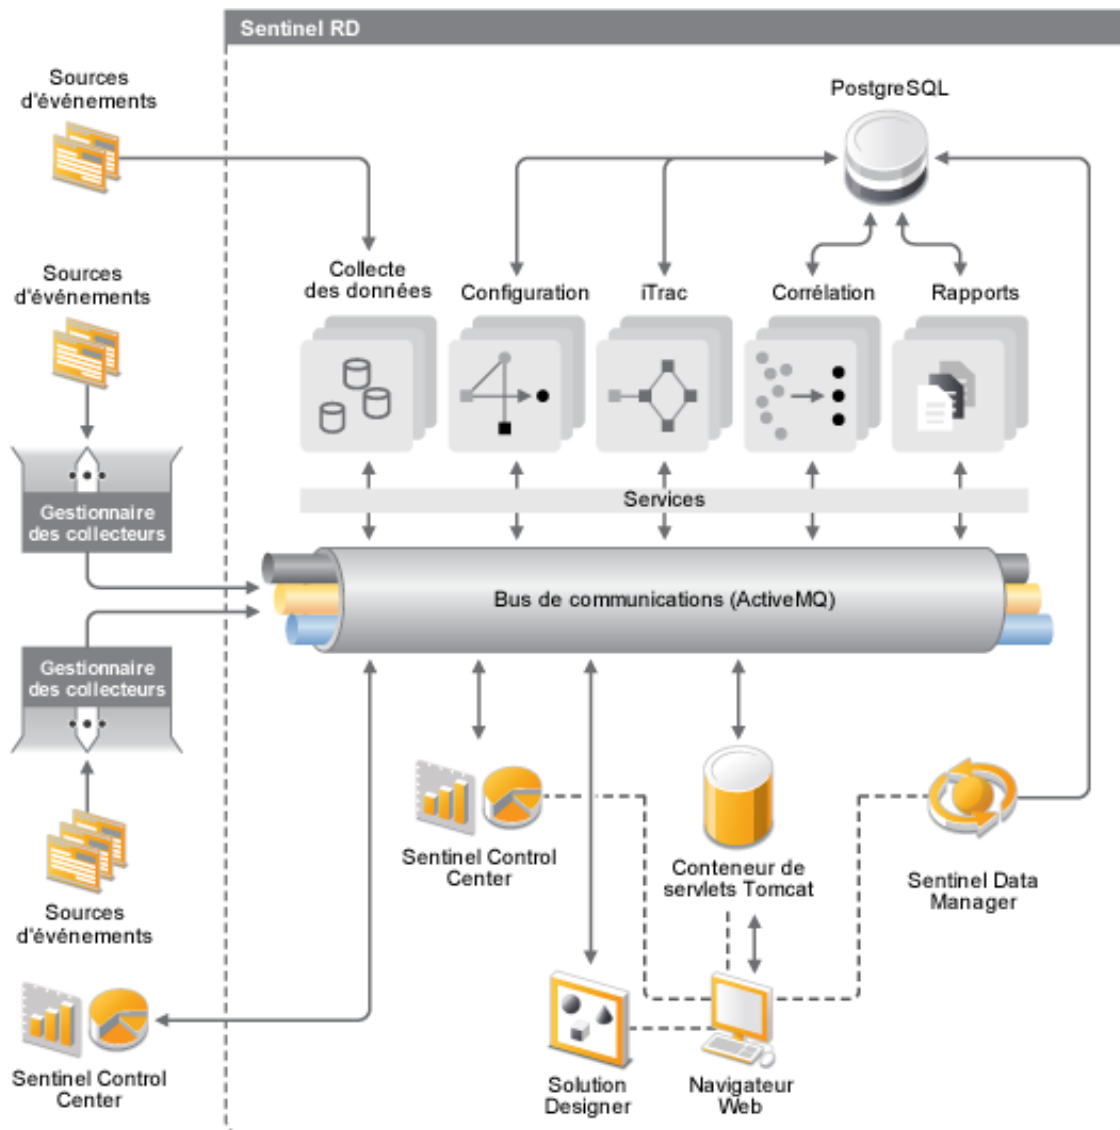 Sentinel RD
Sources
d'événements
PostgreSQL
Sources
d'événements
Collecte
des données
Configuration
iTrac
Corrélation
Rapports
Services
Gestionnaire
des collecteurs
Bus de communications (ActiveMQ)
Gestionnaire
des collecteurs
Sources
d'événements
Sentinel Control
Center
Conteneur de
servlets Tomcat
Sentinel Data
Manager
Sentinel Control
Center
Solution
Designer
Navigateur
Web